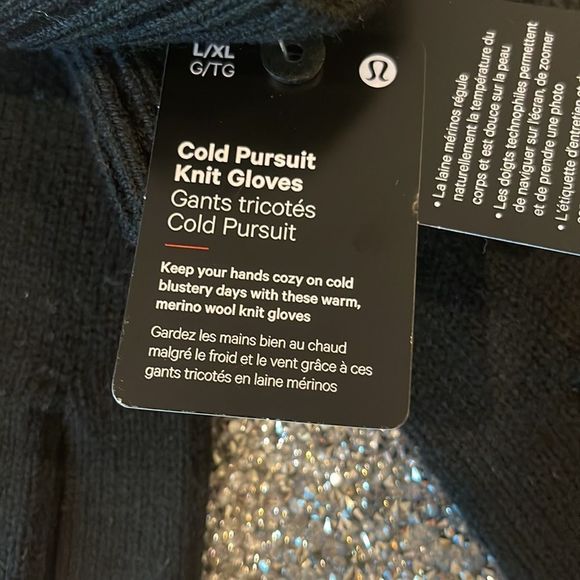 L/XL
G/TG
Cold Pursuit
Knit Gloves
Gants tricotés
Cold Pursuit
Keep your hands cozy on cold
blustery days with these warm,
merino wool knit gloves
Gardez les mains bien au chaud
malgré le froid et le vent grâce à ces
gants tricotés en laine mérinos
• La laine mérinos régule
naturellement la température du
corps et est douce sur la peau
• Les doigts technophiles permettent
de naviguer sur l'écran, de zoomer
et de prendre une photo
• L'étiquette d'entretien